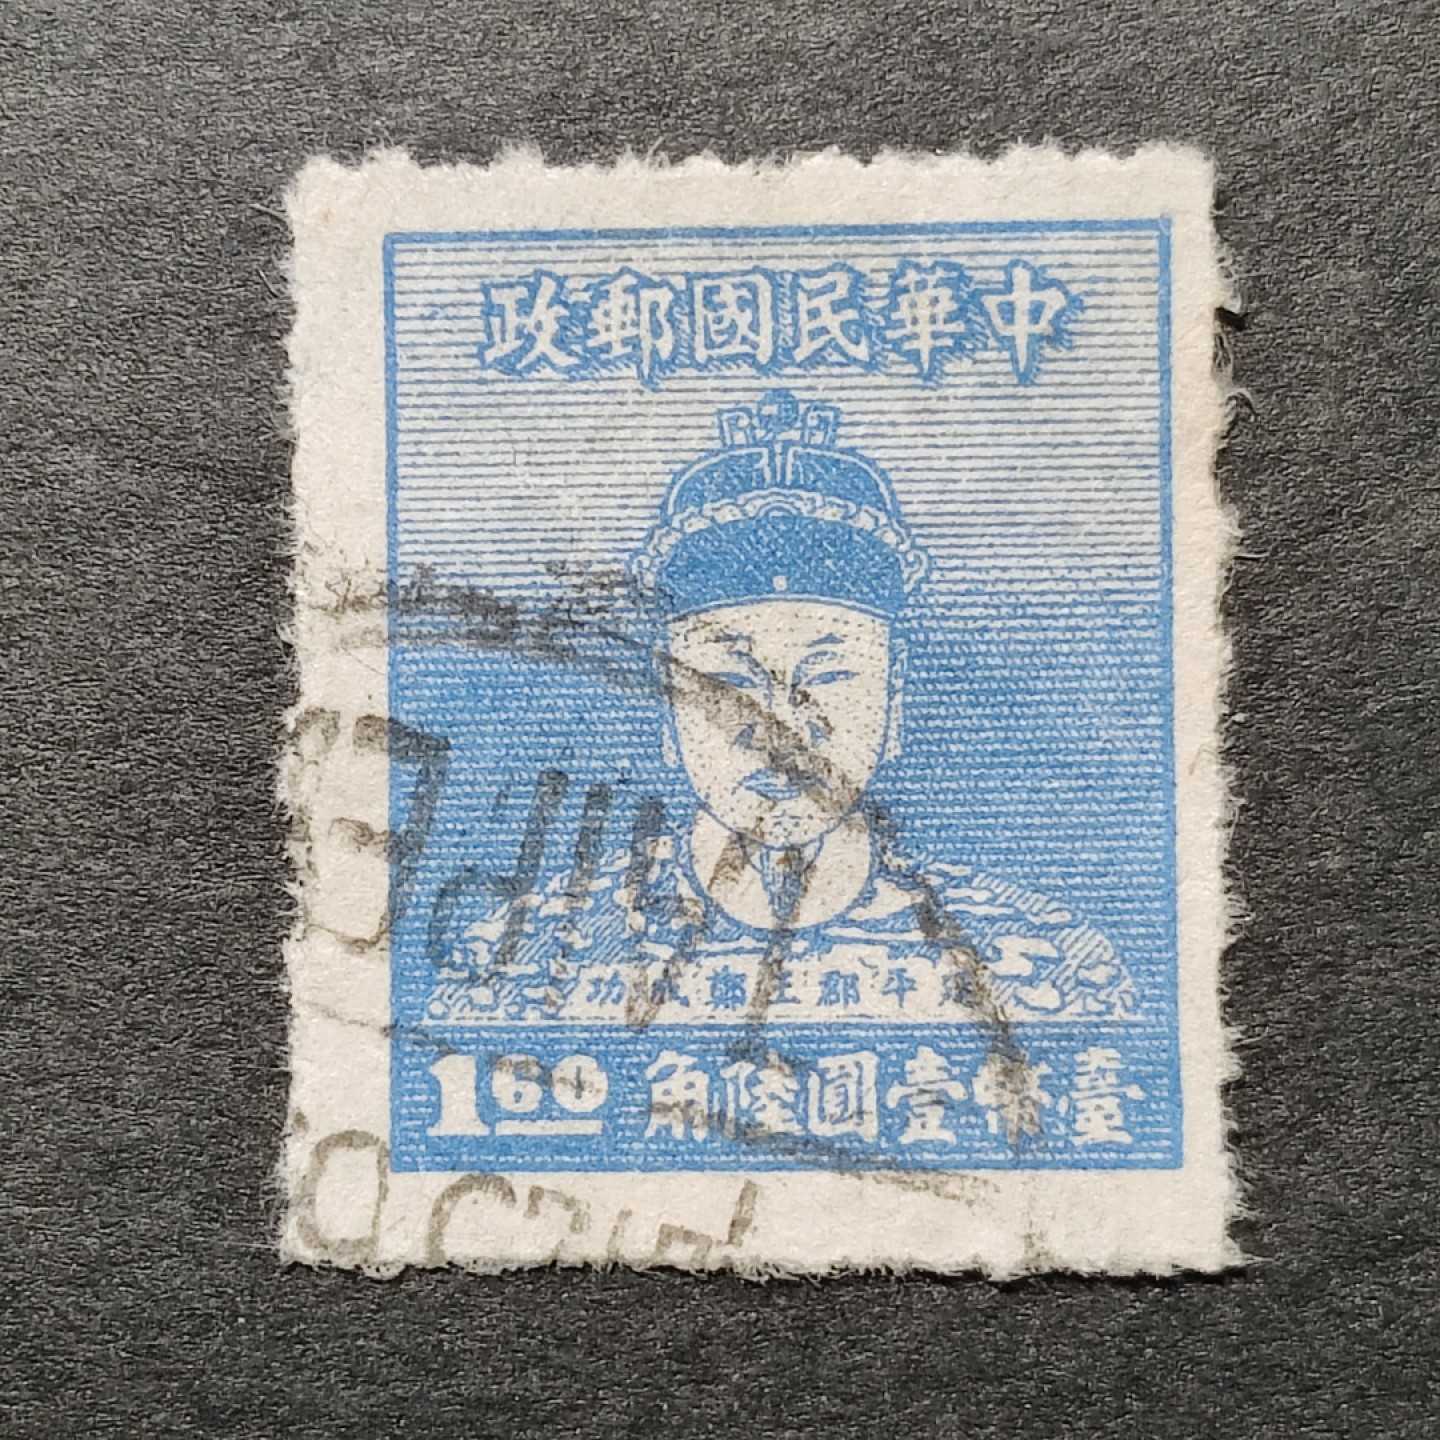 中華民國郵政
延平郡王鄭成功
臺幣壹圓陸角
1.60